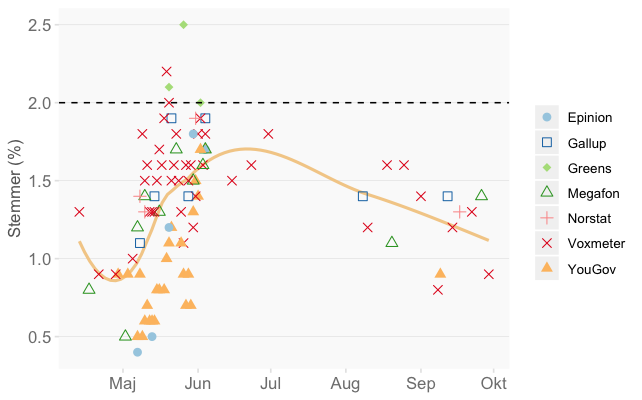 2.5
2.0
1.5
1.0
0.5
Stemmer (%)
Maj Jun Jul Aug Sep Okt
Epinion
Gallup
Greens
Megafon
Norstat
Voxmeter
YouGov